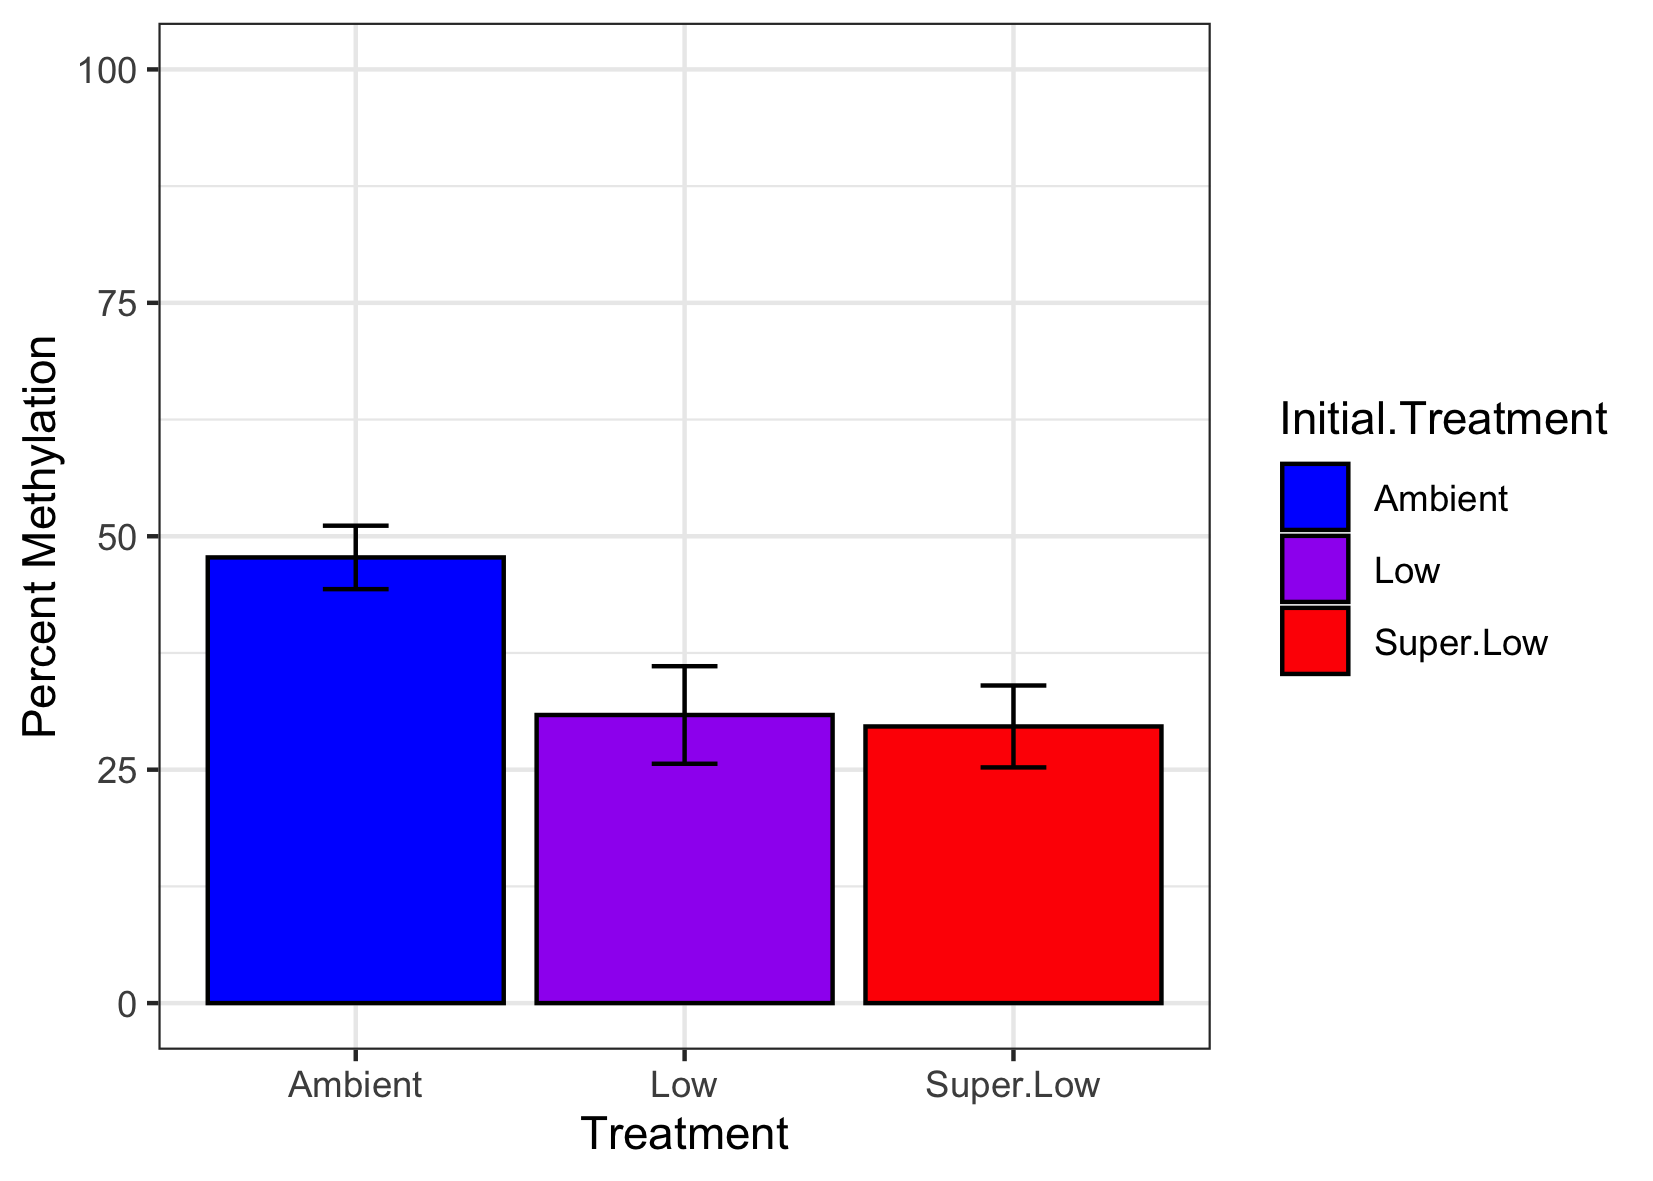 Percent Methylation
100
75
50
25
0
Ambient
Low
Super.Low
Treatment
Initial.Treatment
Ambient
Low
Super.Low